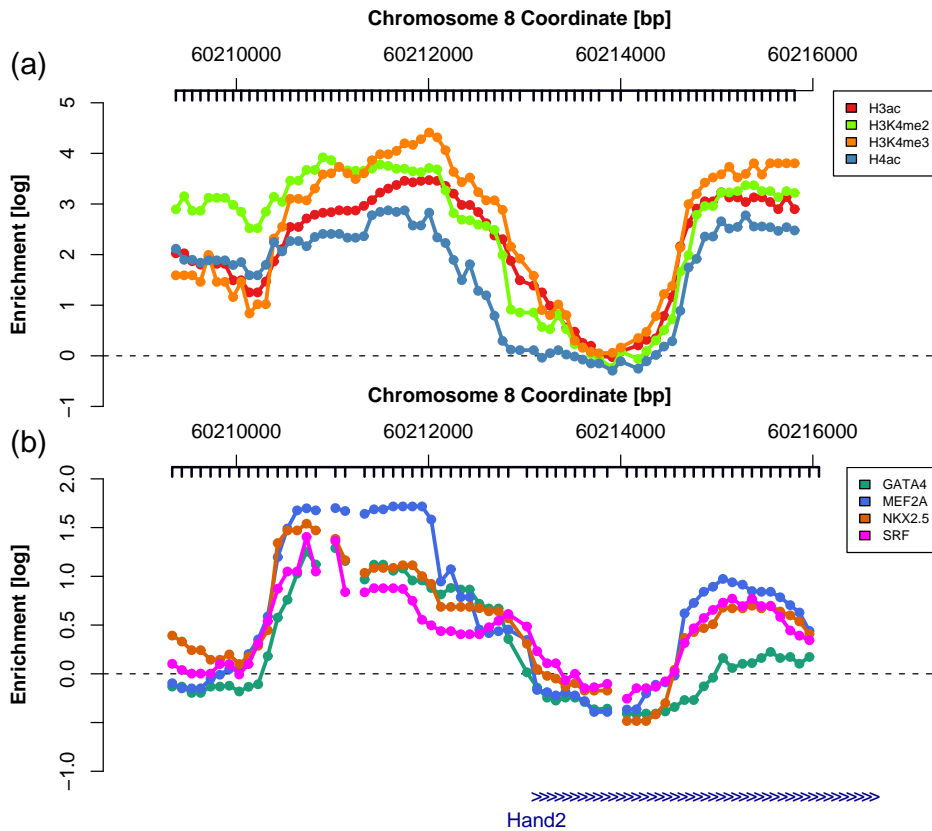 Chromosome 8 Coordinate [bp]
(a)
60210000 60212000 60214000 60216000
Enrichment [log]
5
4
3
2
1
0
−1
H3ac
H3K4me2
H3K4me3
H4ac
Chromosome 8 Coordinate [bp]
(b)
60210000 60212000 60214000 60216000
Enrichment [log]
2.0
1.5
1.0
0.5
0.0
−1.0
GATA4
MEF2A
NKX2.5
SRF
>>>>>>>>>>>>>>>>>>>>>>>>>>>>>>>>>>>>>>>>>
Hand2